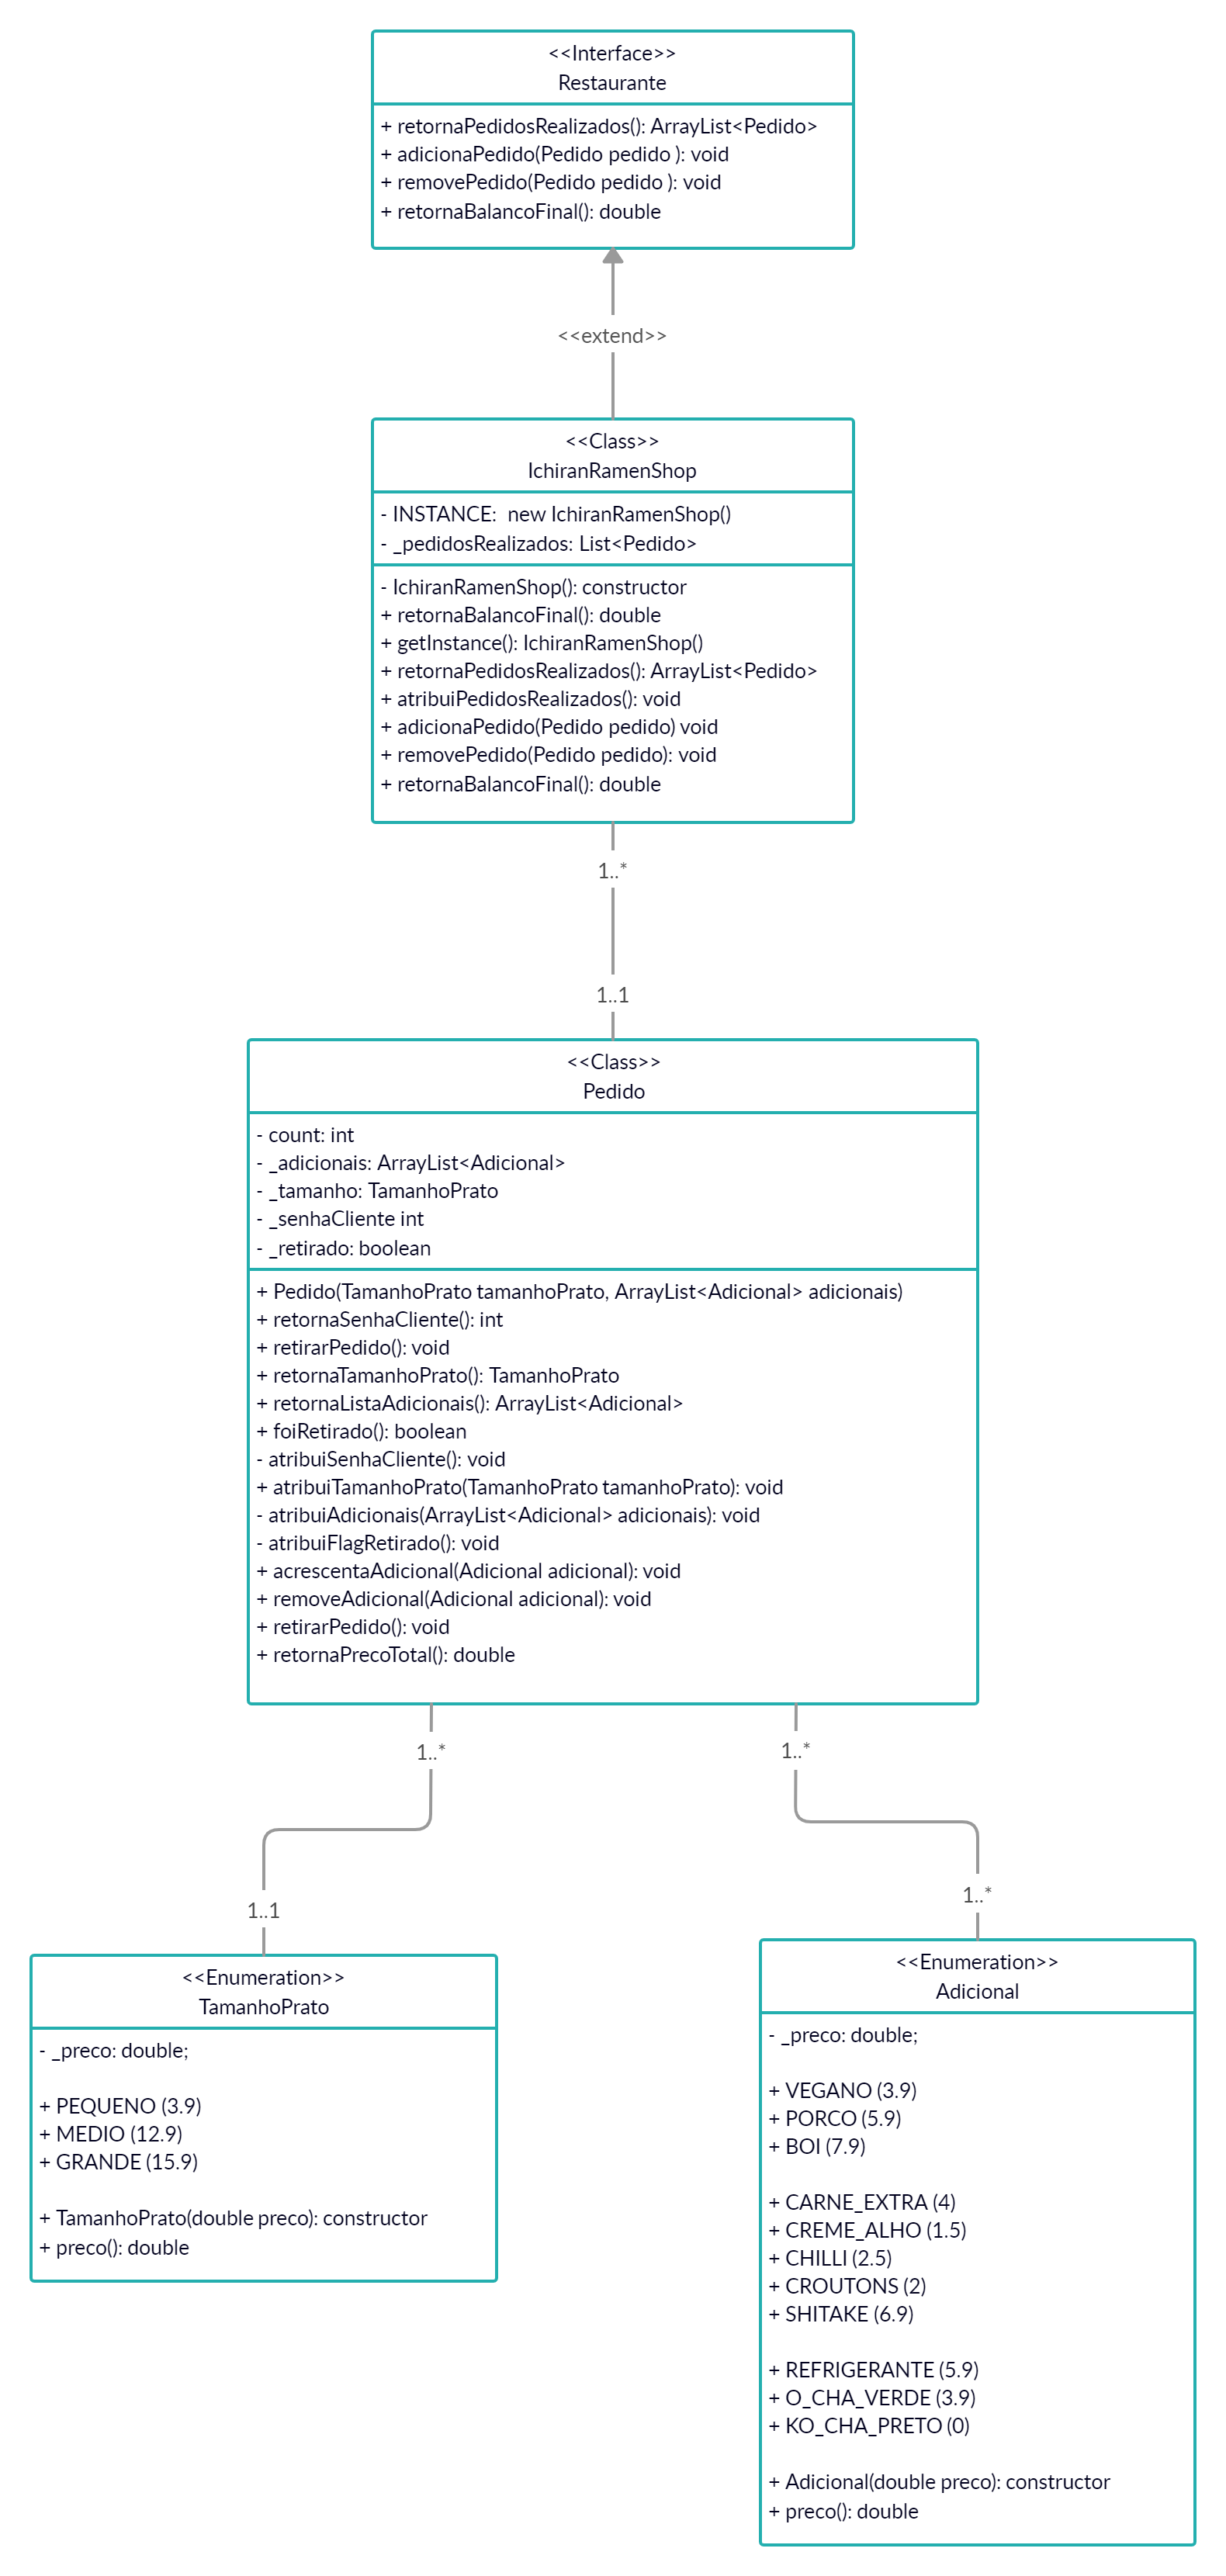 <<Interface>>
Restaurante
+ retornaPedidosRealizados(): ArrayList<Pedido>
+ adicionaPedido(Pedido pedido ): void
+ removePedido(Pedido pedido ): void
+ retornaBalancoFinal(): double
<<extend>>
<<Class>>
IchiranRamenShop
- INSTANCE:  new IchiranRamenShop()
- _pedidosRealizados: List<Pedido>
- IchiranRamenShop(): constructor
+ retornaBalancoFinal(): double
+ getInstance(): IchiranRamenShop()
+ retornaPedidosRealizados(): ArrayList<Pedido>
+ atribuiPedidosRealizados(): void
+ adicionaPedido(Pedido pedido) void
+ removePedido(Pedido pedido): void
+ retornaBalancoFinal(): double
1..*
1..1
<<Class>>
Pedido
- count: int
- _adicionais: ArrayList<Adicional>
- _tamanho: TamanhoPrato
- _senhaCliente int
- _retirado: boolean
+ Pedido(TamanhoPrato tamanhoPrato, ArrayList<Adicional> adicionais)
+ retornaSenhaCliente(): int
+ retirarPedido(): void
+ retornaTamanhoPrato(): TamanhoPrato
+ retornaListaAdicionais(): ArrayList<Adicional>
+ foiRetirado(): boolean
- atribuiSenhaCliente(): void
+ atribuiTamanhoPrato(TamanhoPrato tamanhoPrato): void
- atribuiAdicionais(ArrayList<Adicional> adicionais): void
- atribuiFlagRetirado(): void
+ acrescentaAdicional(Adicional adicional): void
+ removeAdicional(Adicional adicional): void
+ retirarPedido(): void
+ retornaPrecoTotal(): double
1..*
1..*
1..1
1..*
<<Enumeration>>
TamanhoPrato
- _preco: double;
+ PEQUENO (3.9)
+ MEDIO (12.9)
+ GRANDE (15.9)
+ TamanhoPrato(double preco): constructor
+ preco(): double
<<Enumeration>>
Adicional
- _preco: double;
+ VEGANO (3.9)
+ PORCO (5.9)
+ BOI (7.9)
+ CARNE_EXTRA (4)
+ CREME_ALHO (1.5)
+ CHILLI (2.5)
+ CROUTONS (2)
+ SHITAKE (6.9)
+ REFRIGERANTE (5.9)
+ O_CHA_VERDE (3.9)
+ KO_CHA_PRETO (0)
+ Adicional(double preco): constructor
+ preco(): double